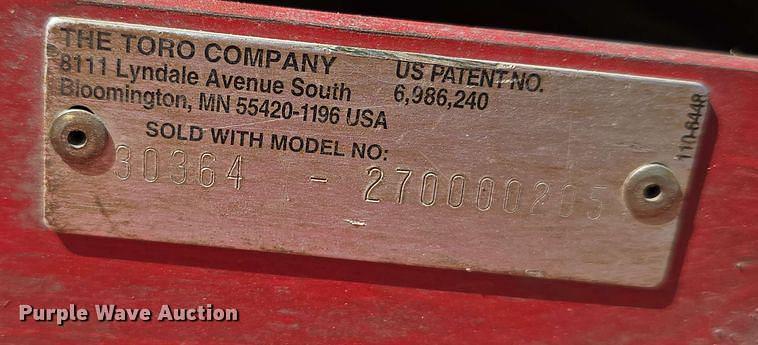 THE TORO COMPANY
8111 Lyndale Avenue South
Bloomington, MN 55420-1196 USA
US PATENT NO.
6,986,240
SOLD WITH MODEL NO:
30364 - 270000205
110-6448
Purple Wave Auction